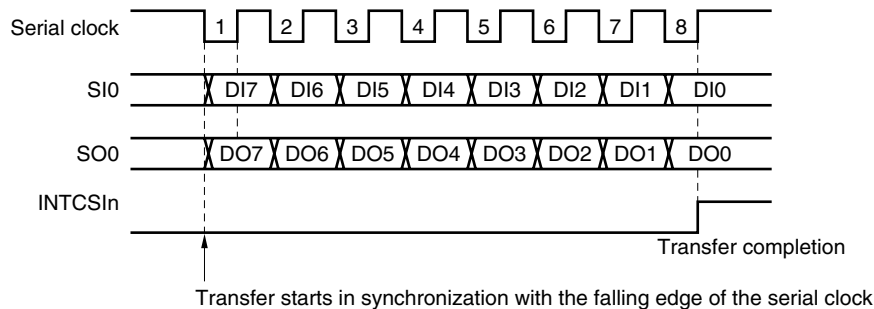 Serial clock 1 2 3 4 5 6 7 8
SI0 DI7 DI6 DI5 DI4 DI3 DI2 DI1 DI0
SO0 DO7 DO6 DO5 DO4 DO3 DO2 DO1 DO0
INTCSIn
Transfer completion
Transfer starts in synchronization with the falling edge of the serial clock